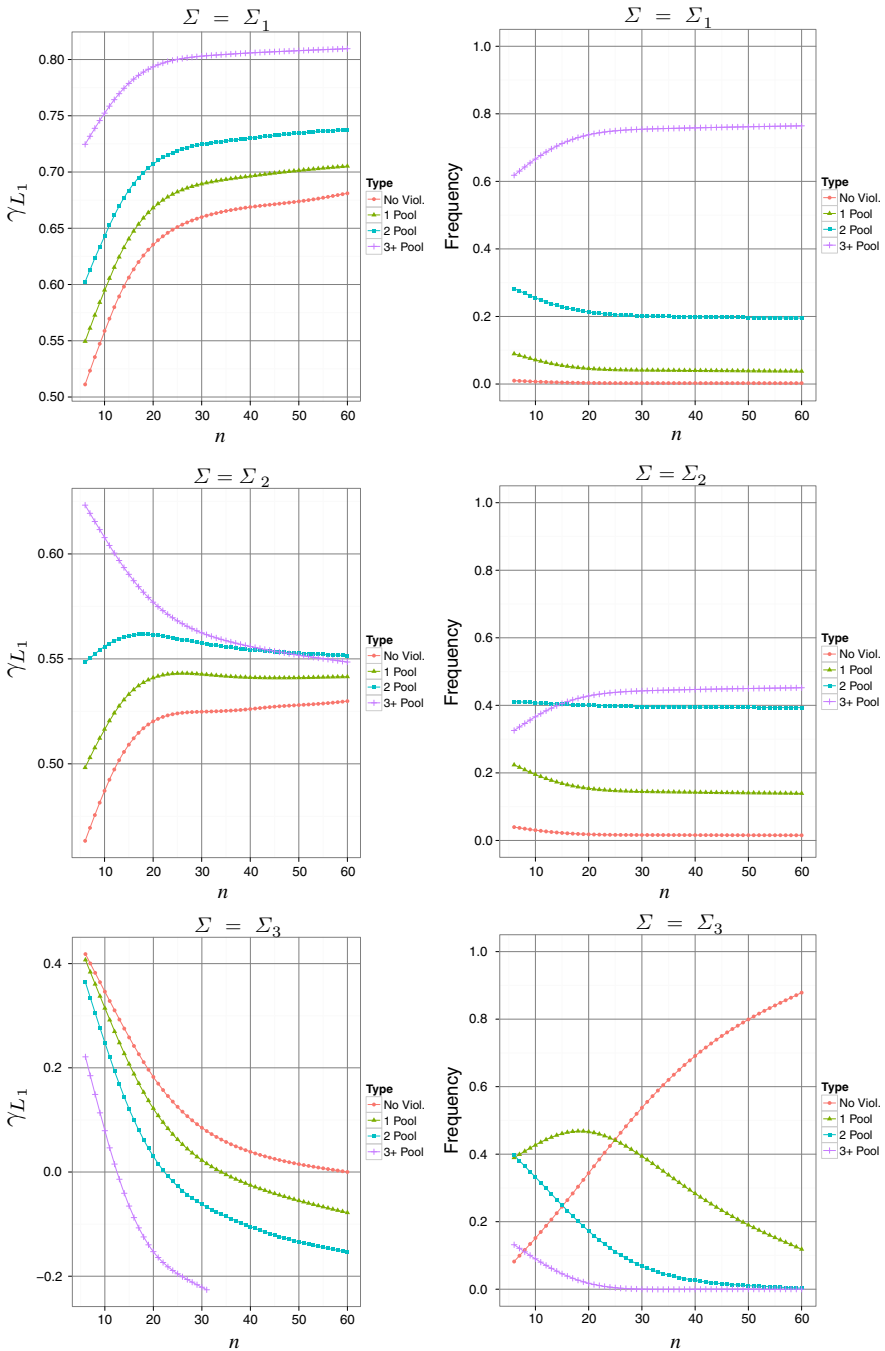 Σ = Σ1
0.80
0.75
0.70
0.65
0.60
0.55
0.50
γL1
10 20 30 40 50 60
n
Type
No Viol.
1 Pool
2 Pool
3+ Pool
Σ = Σ1
1.0
0.8
0.6
0.4
0.2
0.0
Frequency
10 20 30 40 50 60
n
Type
No Viol.
1 Pool
2 Pool
3+ Pool
Σ = Σ2
0.60
0.55
0.50
γL1
10 20 30 40 50 60
n
Type
No Viol.
1 Pool
2 Pool
3+ Pool
Σ = Σ2
1.0
0.8
0.6
0.4
0.2
0.0
Frequency
10 20 30 40 50 60
n
Type
No Viol.
1 Pool
2 Pool
3+ Pool
Σ = Σ3
0.4
0.2
0.0
−0.2
γL1
10 20 30 40 50 60
n
Type
No Viol.
1 Pool
2 Pool
3+ Pool
Σ = Σ3
1.0
0.8
0.6
0.4
0.2
0.0
Frequency
10 20 30 40 50 60
n
Type
No Viol.
1 Pool
2 Pool
3+ Pool